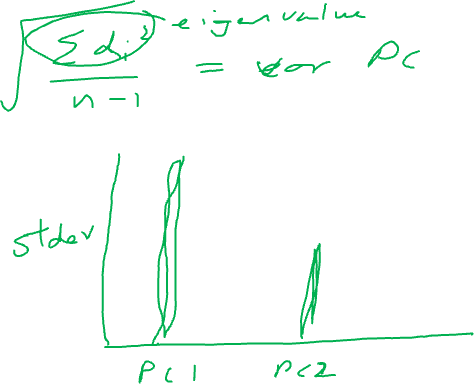 √(Σdi²/(n-1)) = var PC
eigenvalue
stdev
PC1 PC2